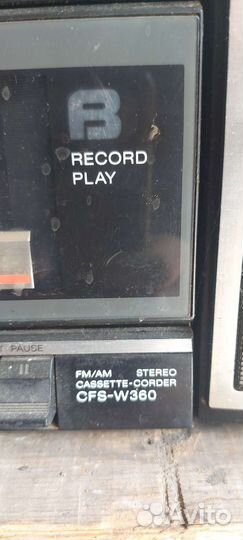 B
RECORD
PLAY
PAUSE
FM/AM STEREO
CASSETTE-CORDER
CFS-W360
Avito